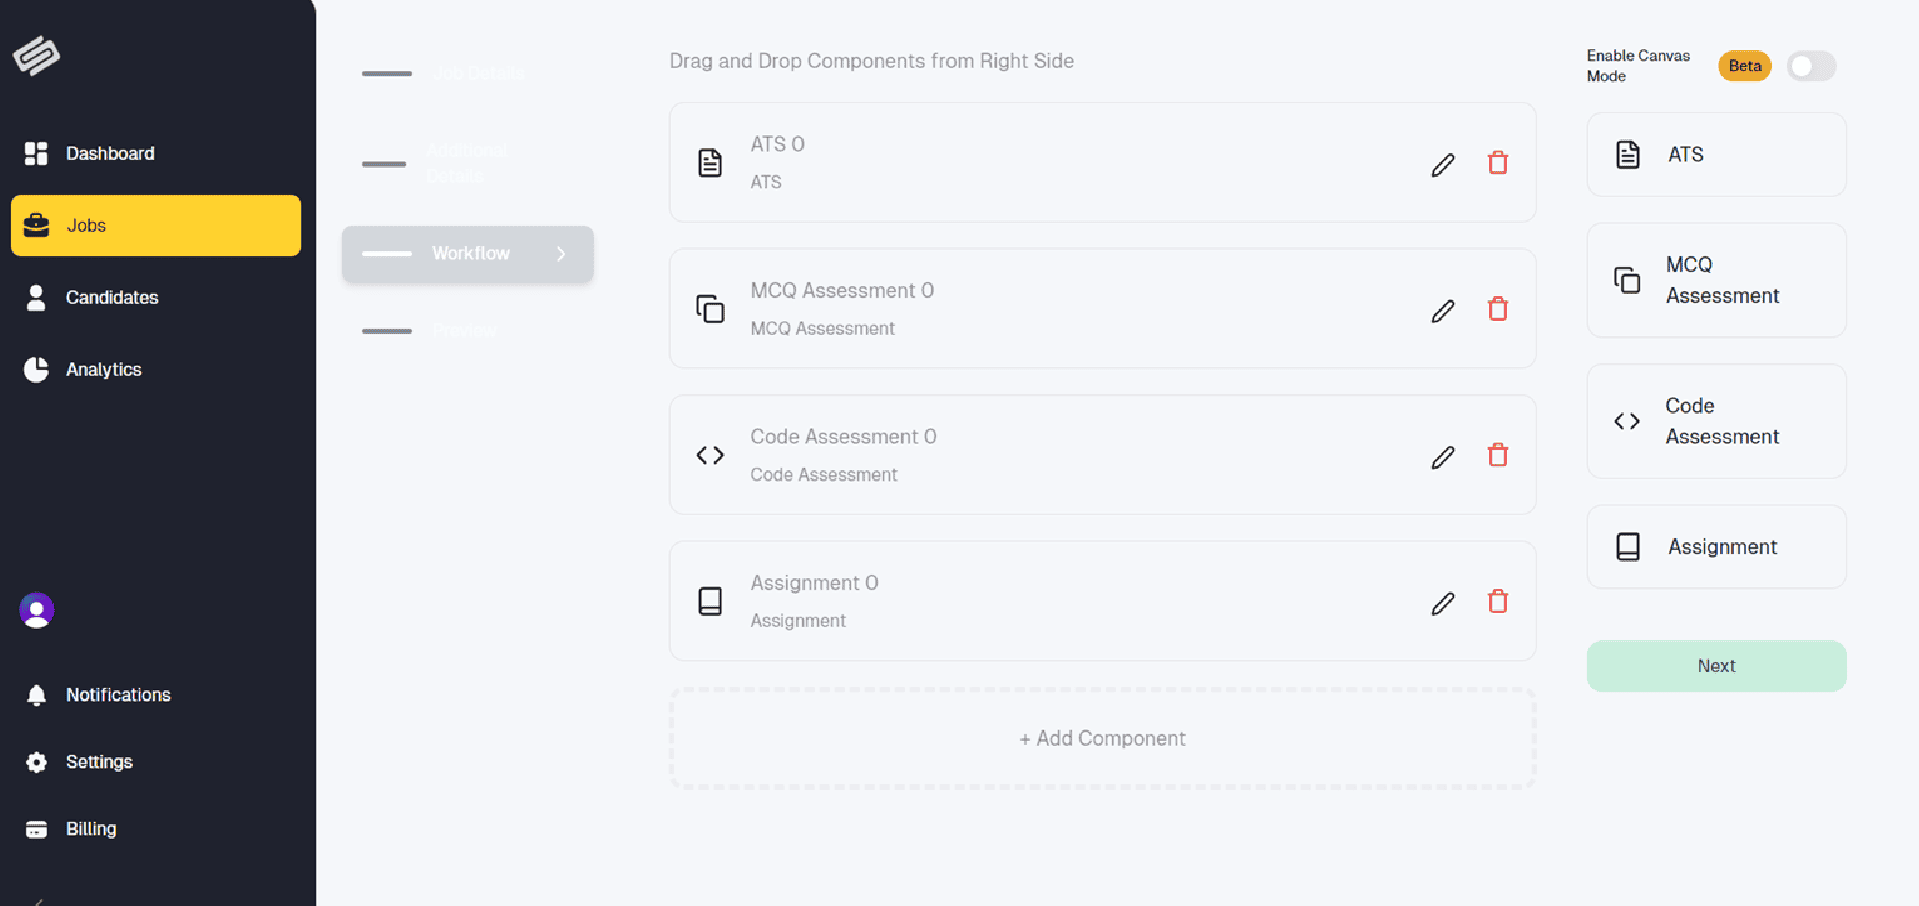 Dashboard
Jobs
Candidates
Analytics
Notifications
Settings
Billing
Job Details
Additional
Details
Workflow
Preview
Drag and Drop Components from Right Side
ATS 0
ATS
MCQ Assessment 0
MCQ Assessment
Code Assessment 0
Code Assessment
Assignment 0
Assignment
+ Add Component
Enable Canvas
Mode
Beta
ATS
MCQ
Assessment
Code
Assessment
Assignment
Next